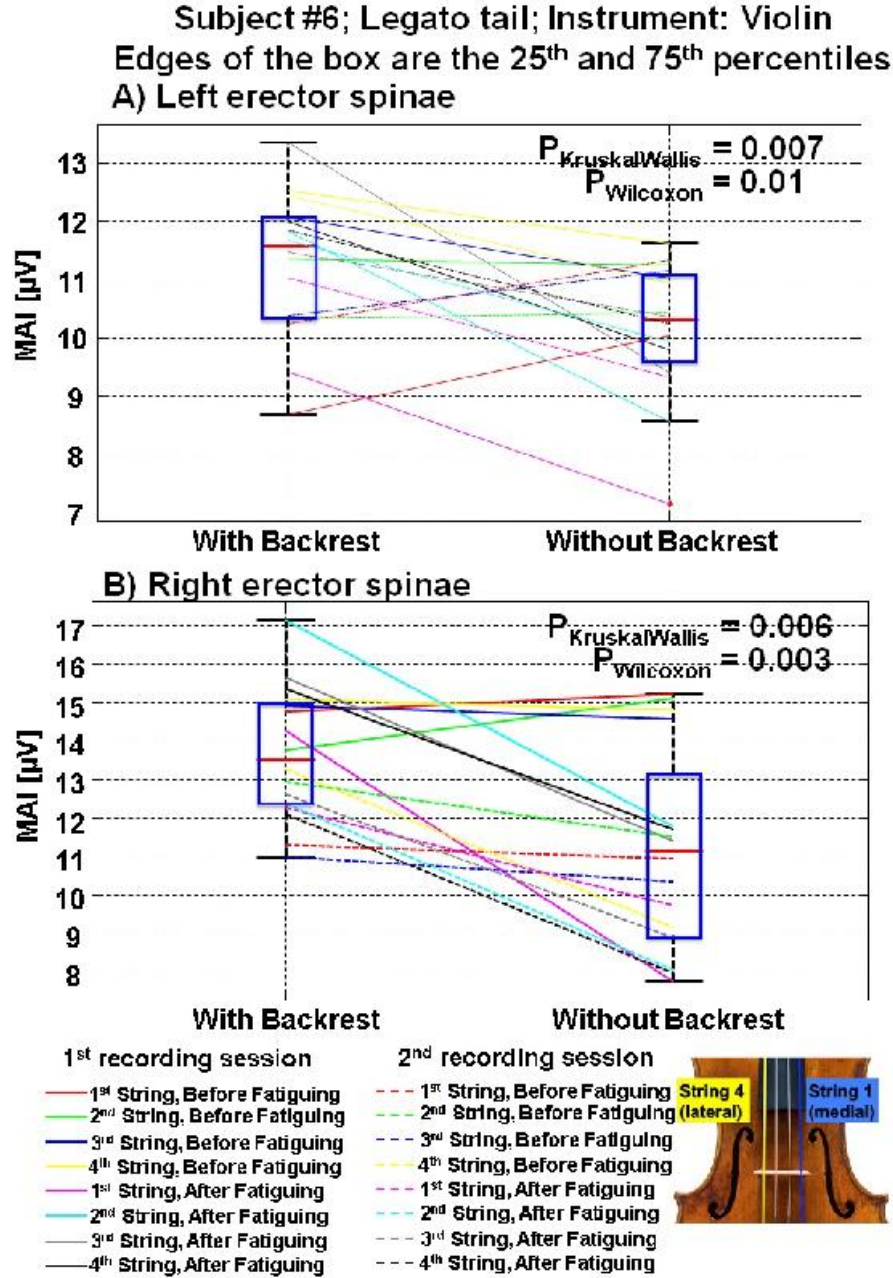 Subject #6; Legato tail; Instrument: Violin
Edges of the box are the 25th and 75th percentiles
A) Left erector spinae
P KruskalWallis = 0.007
P Wilcoxon = 0.01
MAI [µV]
13
12
11
10
9
8
7
With Backrest
Without Backrest
B) Right erector spinae
P KruskalWallis = 0.006
P Wilcoxon = 0.003
MAI [µV]
17
16
15
14
13
12
11
10
9
8
With Backrest
Without Backrest
1st recording session
1st String, Before Fatiguing
2nd String, Before Fatiguing
3rd String, Before Fatiguing
4th String, Before Fatiguing
1st String, After Fatiguing
2nd String, After Fatiguing
3rd String, After Fatiguing
4th String, After Fatiguing
2nd recording session
1st String, Before Fatiguing
2nd String, Before Fatiguing
3rd String, Before Fatiguing
4th String, Before Fatiguing
1st String, After Fatiguing
2nd String, After Fatiguing
3rd String, After Fatiguing
4th String, After Fatiguing
String 4
(lateral)
String 1
(medial)